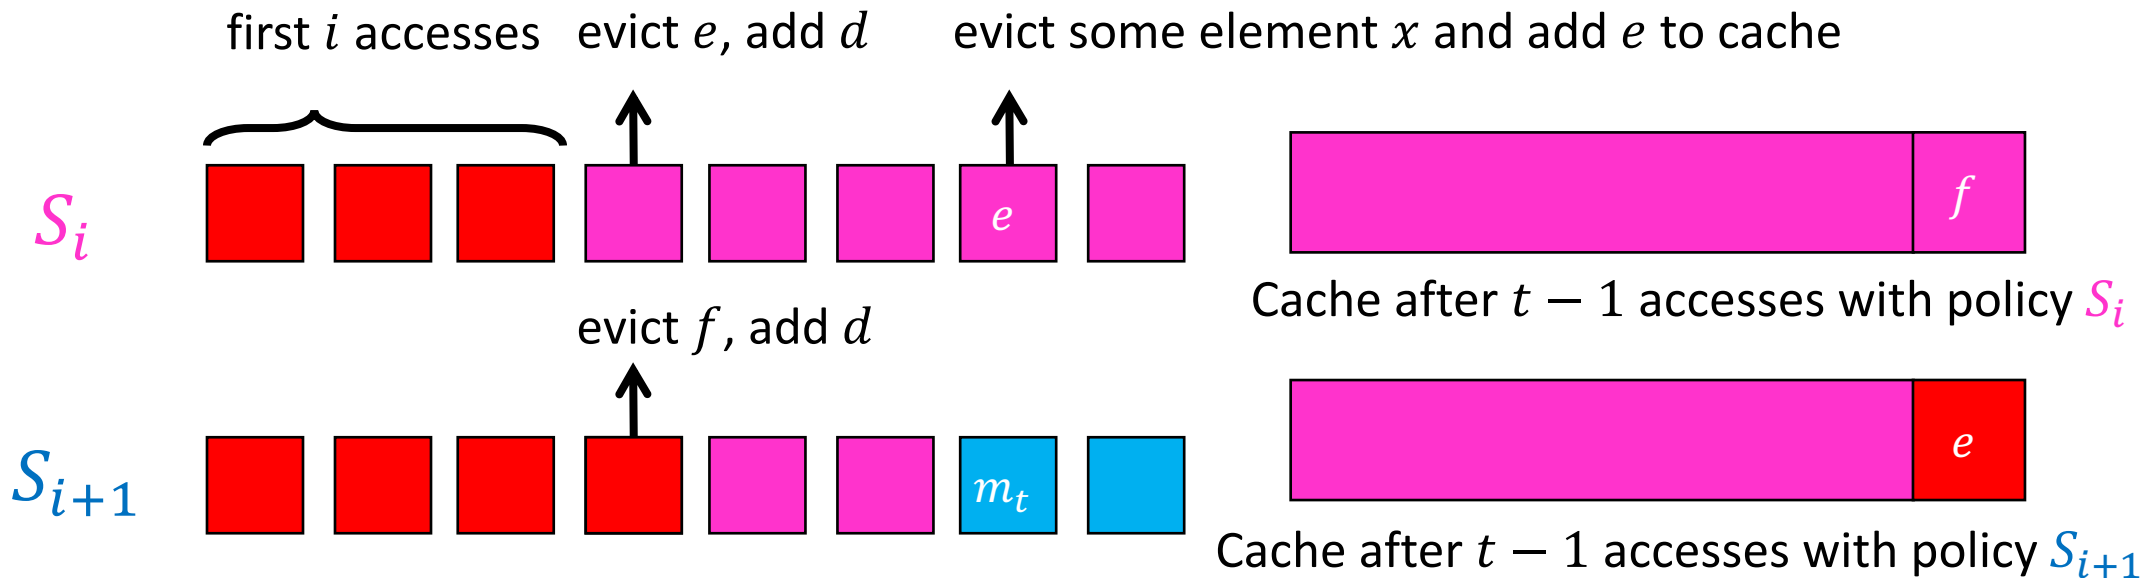 first i accesses
evict e, add d
evict some element x and add e to cache
S_i
e
f
Cache after t − 1 accesses with policy S_i
evict f, add d
S_{i+1}
m_t
e
Cache after t − 1 accesses with policy S_{i+1}